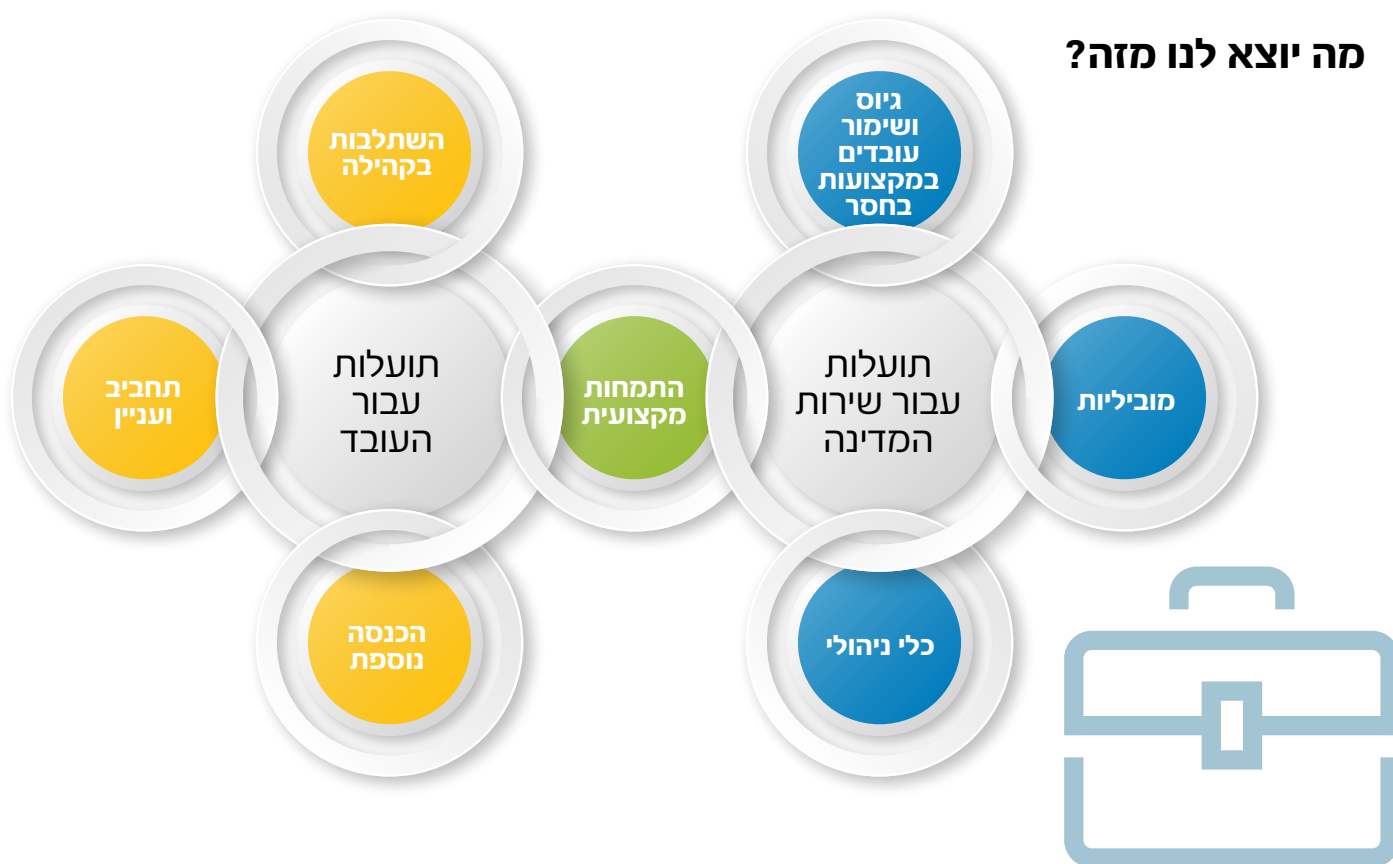 מה יוצא לנו מזה?
גיוס
ושימור
עובדים
במקצועות
בחסר
מוביליות
תועלות
עבור שירות
המדינה
כלי ניהולי
התמחות
מקצועית
השתלבות
בקהילה
תועלות
עבור
העובד
תחביב
ועניין
הכנסה
נוספת